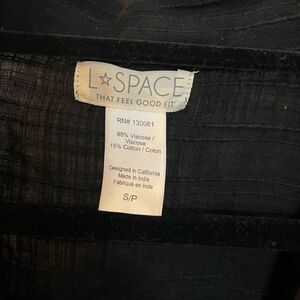 L☆SPACE
THAT FEEL GOOD FIT
RN# 130061
85% Viscose /
Viscose
15% Cotton / Coton
Designed in California
Made in India
Fabriqué en Inde
S/P